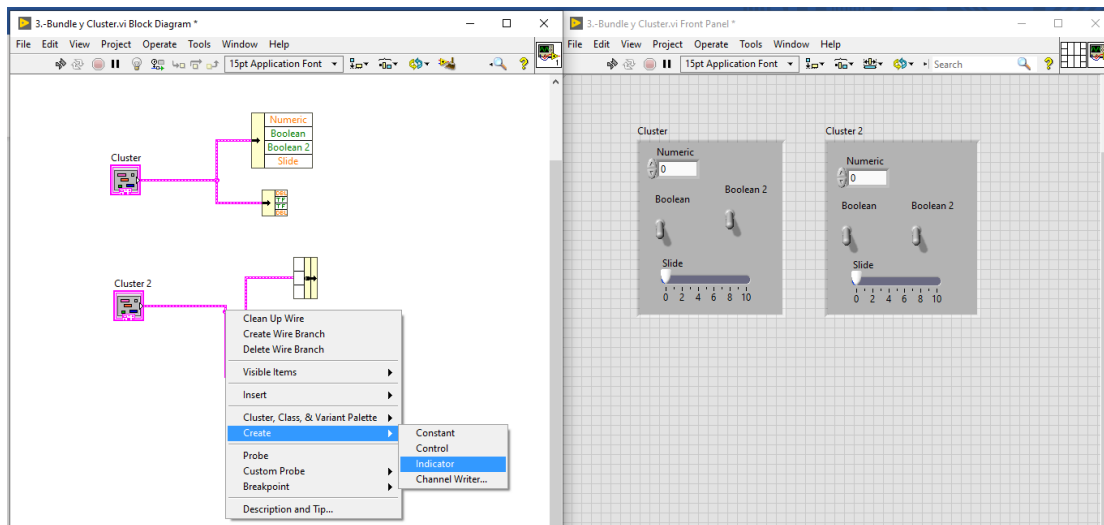 3.-Bundle y Cluster.vi Block Diagram *
File Edit View Project Operate Tools Window Help
15pt Application Font
1
Numeric
Boolean
Boolean 2
Slide
Cluster
DBL
TF
TF
DBL
Cluster 2
Clean Up Wire
Create Wire Branch
Delete Wire Branch
Visible Items
Insert
Cluster, Class, & Variant Palette
Create
Probe
Custom Probe
Breakpoint
Description and Tip...
Constant
Control
Indicator
Channel Writer...
3.-Bundle y Cluster.vi Front Panel *
File Edit View Project Operate Tools Window Help
15pt Application Font
Search
Cluster
Numeric
0
Boolean
Boolean 2
Slide
0 2 4 6 8 10
Cluster 2
Numeric
0
Boolean Boolean 2
Slide
0 2 4 6 8 10